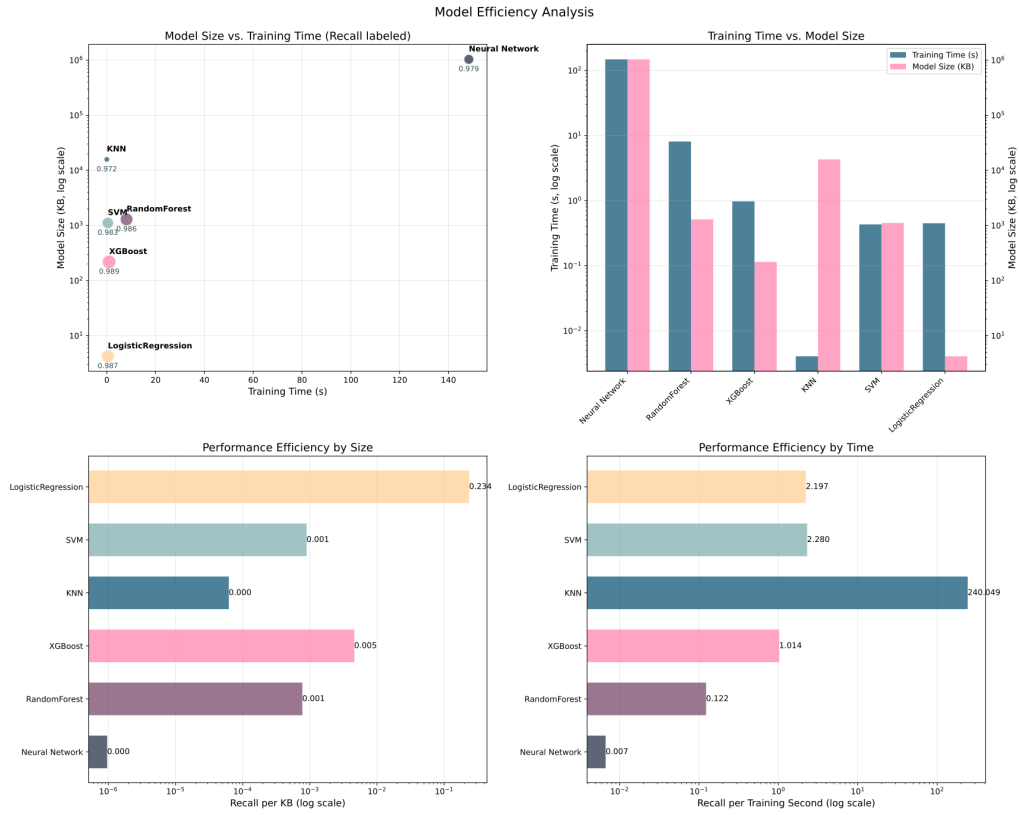 Model Efficiency Analysis
Model Size vs. Training Time (Recall labeled)
Model Size (KB, log scale)
10^6
10^5
10^4
10^3
10^2
10^1
Neural Network
0.979
KNN
0.972
SVM
0.983
RandomForest
0.986
XGBoost
0.989
LogisticRegression
0.987
0 20 40 60 80 100 120 140
Training Time (s)
Training Time vs. Model Size
Training Time (s, log scale)
10^2
10^1
10^0
10^-1
10^-2
Training Time (s)
Model Size (KB)
10^6
10^5
10^4
10^3
10^2
10^1
Model Size (KB, log scale)
Neural Network
RandomForest
XGBoost
KNN
SVM
LogisticRegression
Performance Efficiency by Size
LogisticRegression 0.234
SVM 0.001
KNN 0.000
XGBoost 0.005
RandomForest 0.001
Neural Network 0.000
10^-6 10^-5 10^-4 10^-3 10^-2 10^-1
Recall per KB (log scale)
Performance Efficiency by Time
LogisticRegression 2.197
SVM 2.280
KNN 240.049
XGBoost 1.014
RandomForest 0.122
Neural Network 0.007
10^-2 10^-1 10^0 10^1 10^2
Recall per Training Second (log scale)